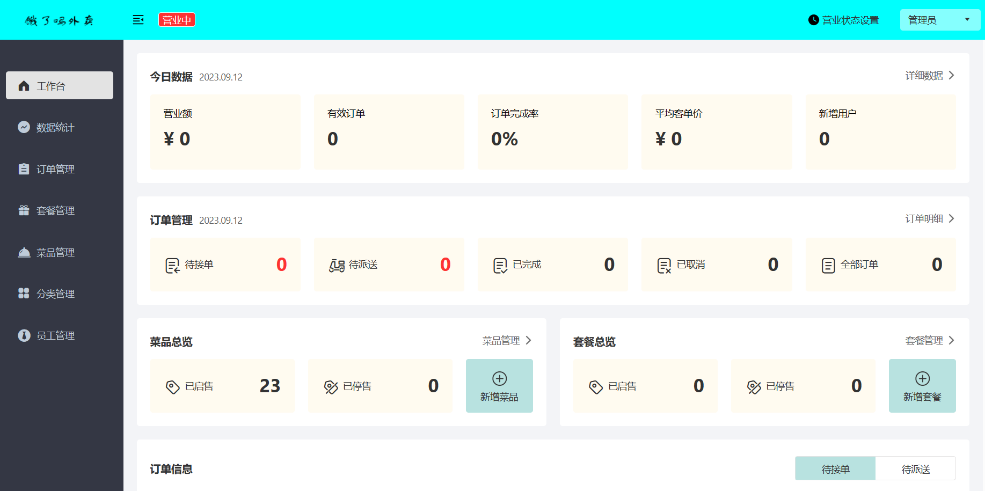 饿了喝外卖
营业中
营业状态设置
管理员
工作台
数据统计
订单管理
套餐管理
菜品管理
分类管理
员工管理
今日数据 2023.09.12
详细数据
营业额
¥ 0
有效订单
0
订单完成率
0%
平均客单价
¥ 0
新增用户
0
订单管理 2023.09.12
订单明细
待接单 0
待派送 0
已完成 0
已取消 0
全部订单 0
菜品总览
菜品管理
已启售 23
已停售 0
新增菜品
套餐总览
套餐管理
已启售 0
已停售 0
新增套餐
订单信息
待接单
待派送